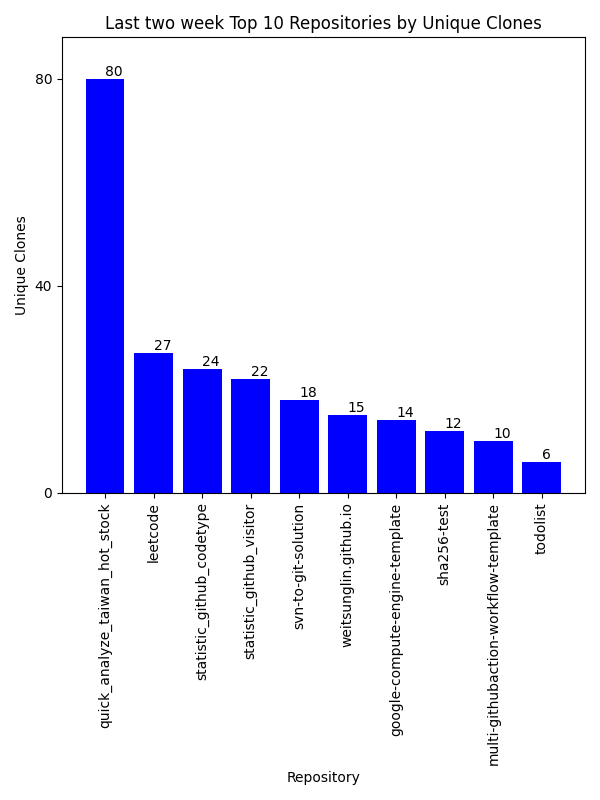 Last two week Top 10 Repositories by Unique Clones
Unique Clones
80
40
0
80
27
24
22
18
15
14
12
10
6
quick_analyze_taiwan_hot_stock
leetcode
statistic_github_codetype
statistic_github_visitor
svn-to-git-solution
weitsunglin.github.io
google-compute-engine-template
sha256-test
multi-githubaction-workflow-template
todolist
Repository